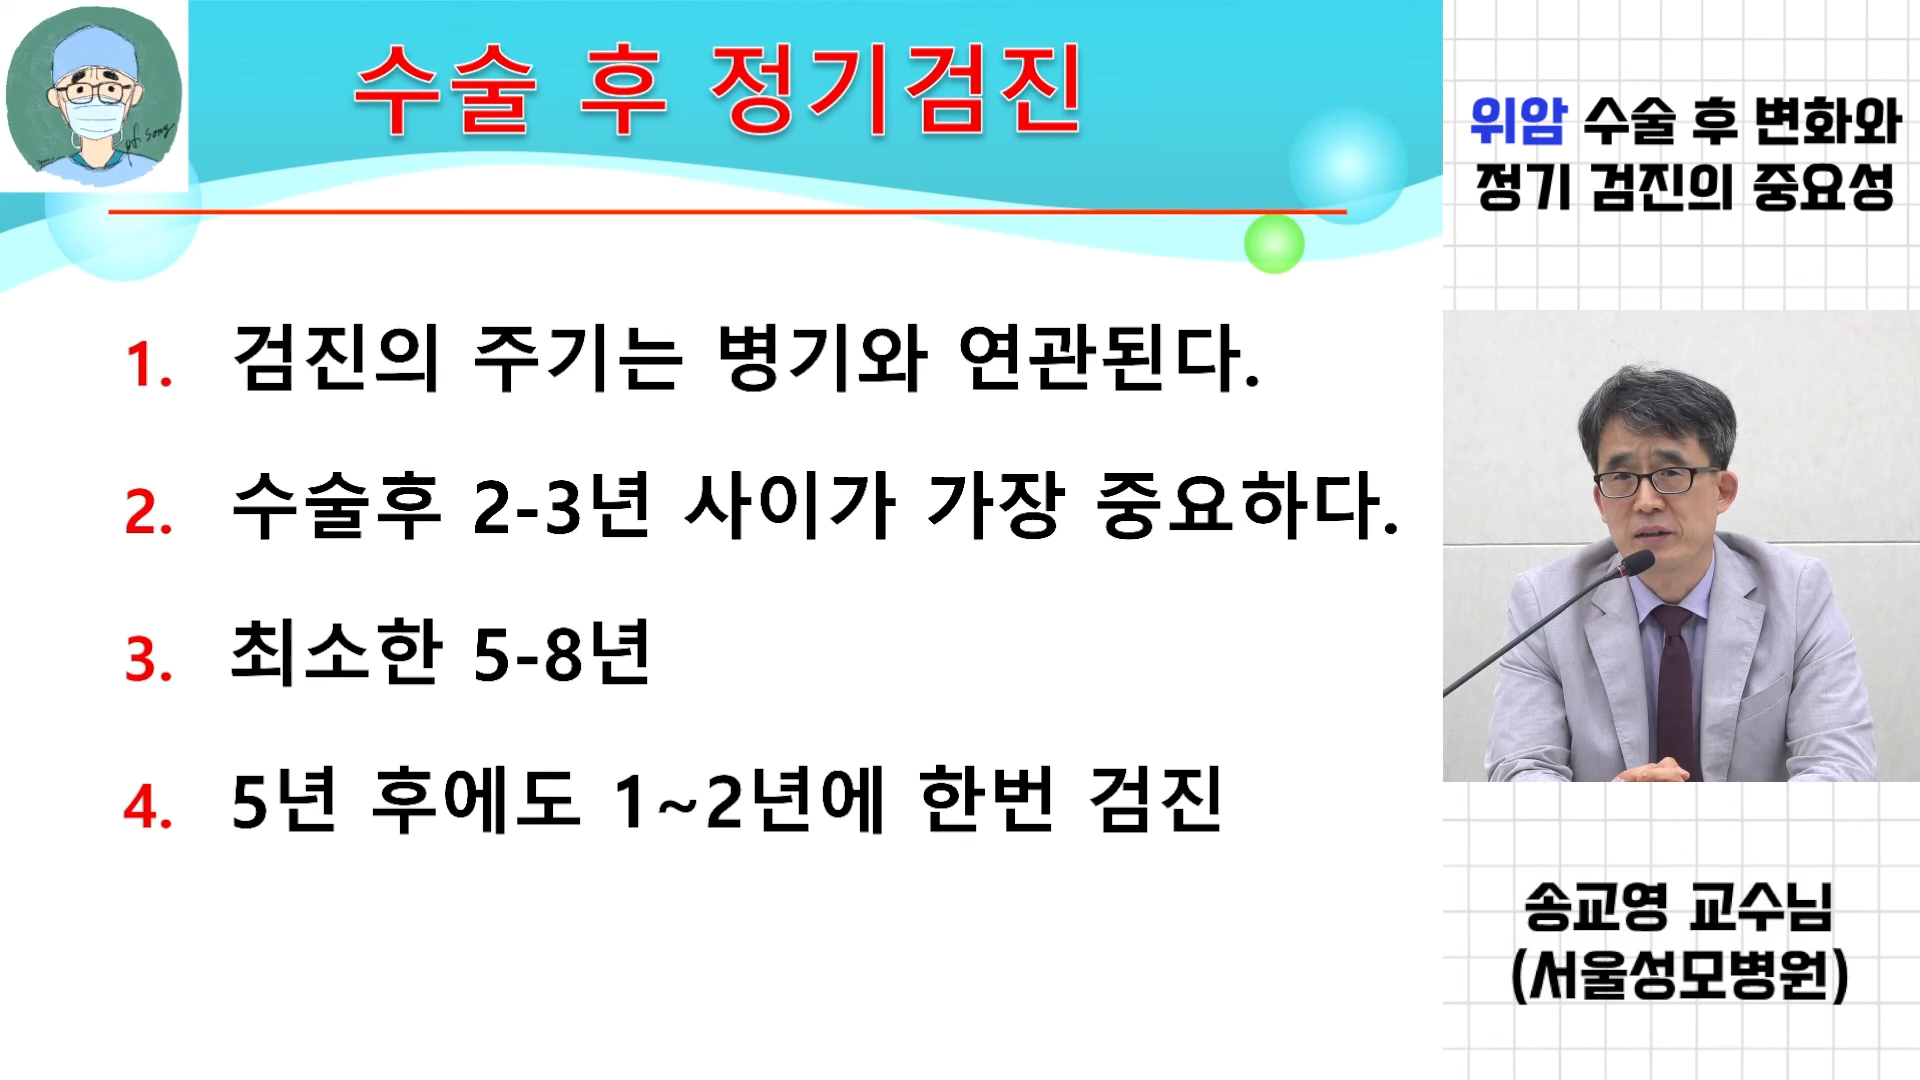 수술 후 정기검진
1. 검진의 주기는 병기와 연관된다.
2. 수술후 2-3년 사이가 가장 중요하다.
3. 최소한 5-8년
4. 5년 후에도 1~2년에 한번 검진
위암 수술 후 변화와
정기 검진의 중요성
송교영 교수님
(서울성모병원)